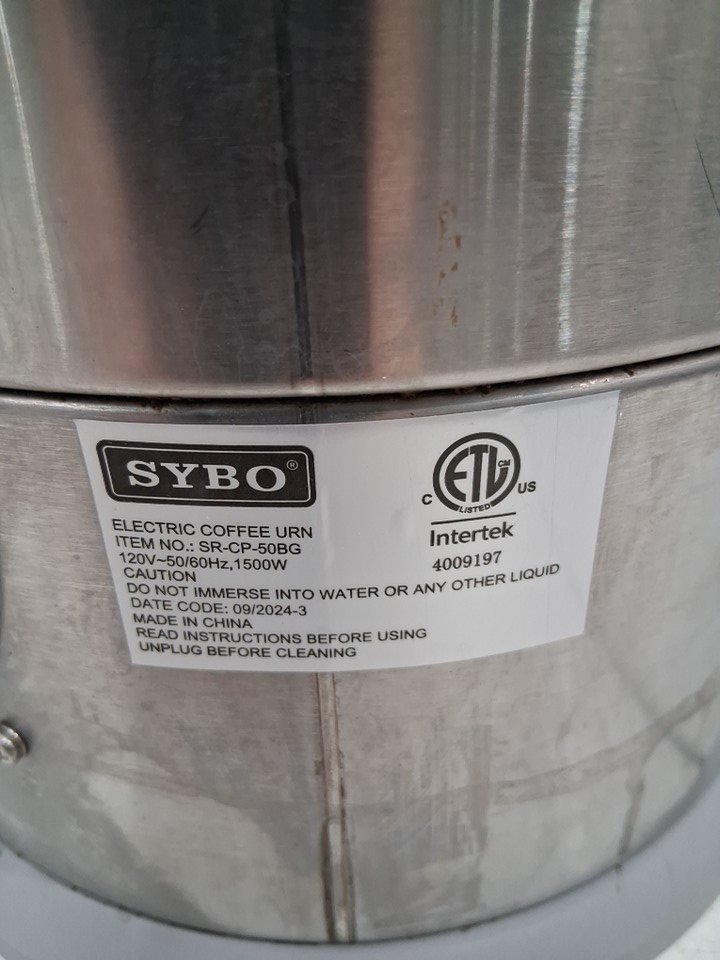 SYBO®
ELECTRIC COFFEE URN
ITEM NO.: SR-CP-50BG
120V~50/60Hz,1500W
CAUTION
DO NOT IMMERSE INTO WATER OR ANY OTHER LIQUID
DATE CODE: 09/2024-3
MADE IN CHINA
READ INSTRUCTIONS BEFORE USING
UNPLUG BEFORE CLEANING
ETL CM
C LISTED US
Intertek
4009197